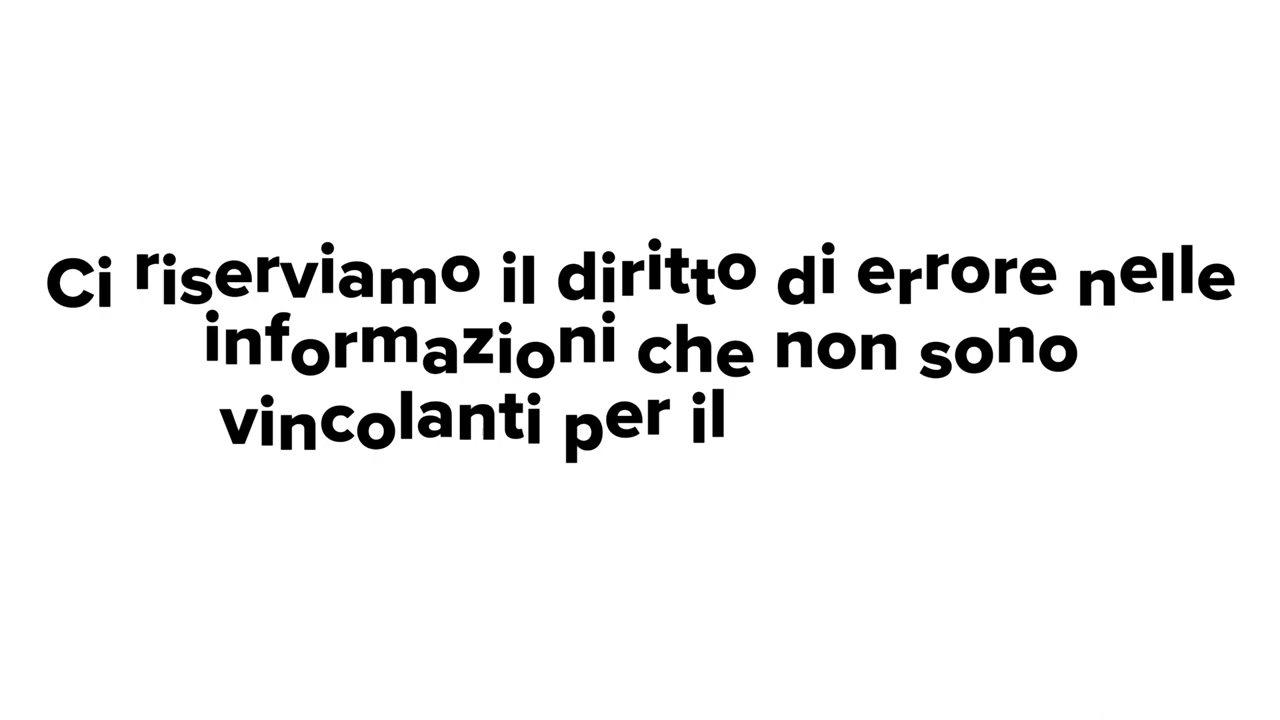 Ci riserviamo il diritto di errore nelle
informazioni che non sono
vincolanti per il